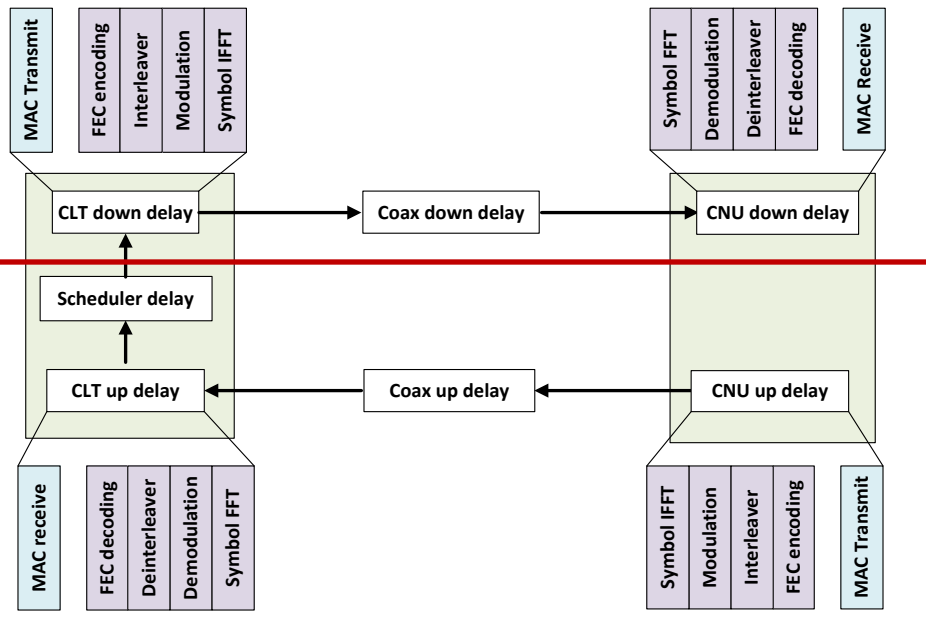 MAC Transmit
FEC encoding
Interleaver
Modulation
Symbol IFFT
Symbol FFT
Demodulation
Deinterleaver
FEC decoding
MAC Receive
CLT down delay
Coax down delay
CNU down delay
Scheduler delay
CLT up delay
Coax up delay
CNU up delay
MAC receive
FEC decoding
Deinterleaver
Demodulation
Symbol FFT
Symbol IFFT
Modulation
Interleaver
FEC encoding
MAC Transmit